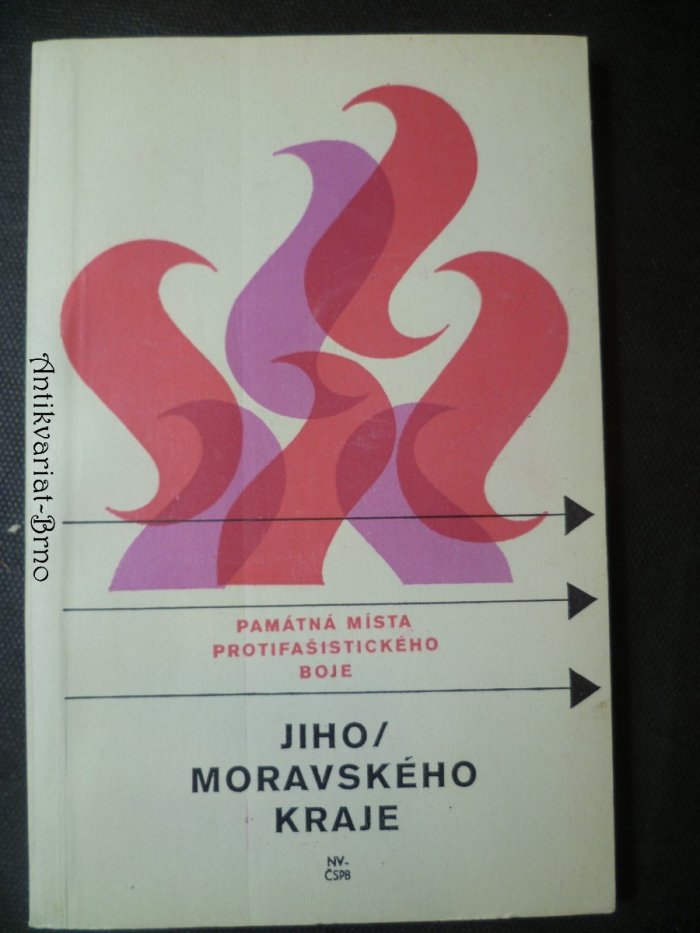 Antikvariat-Brno
PAMÁTNÁ MÍSTA
PROTIFAŠISTICKÉHO
BOJE
JIHO/
MORAVSKÉHO
KRAJE
NV-
ČSPB